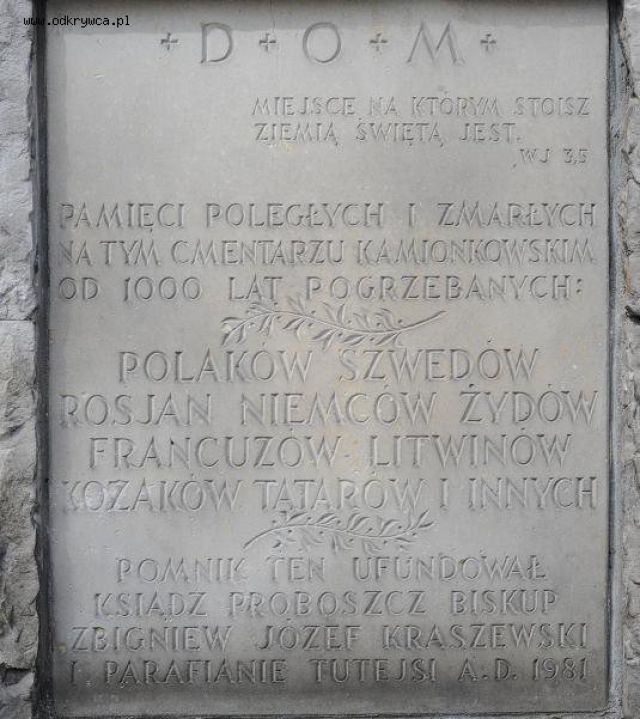 www.odkrywca.pl
+ D + O + M +
MIEJSCE NA KTÓRYM STOISZ
ZIEMIĄ ŚWIĘTĄ JEST.
WJ 3,5
PAMIĘCI POLEGŁYCH I ZMARŁYCH
NA TYM CMENTARZU KAMIONKOWSKIM
OD 1000 LAT POGRZEBANYCH:
POLAKÓW SZWEDÓW
ROSJAN NIEMCÓW ŻYDÓW
FRANCUZÓW LITWINÓW
KOZAKÓW TATARÓW I INNYCH
POMNIK TEN UFUNDOWAŁ
KSIĄDZ PROBOSZCZ BISKUP
ZBIGNIEW JÓZEF KRASZEWSKI
I PARAFIANIE TUTEJSI A.D. 1981